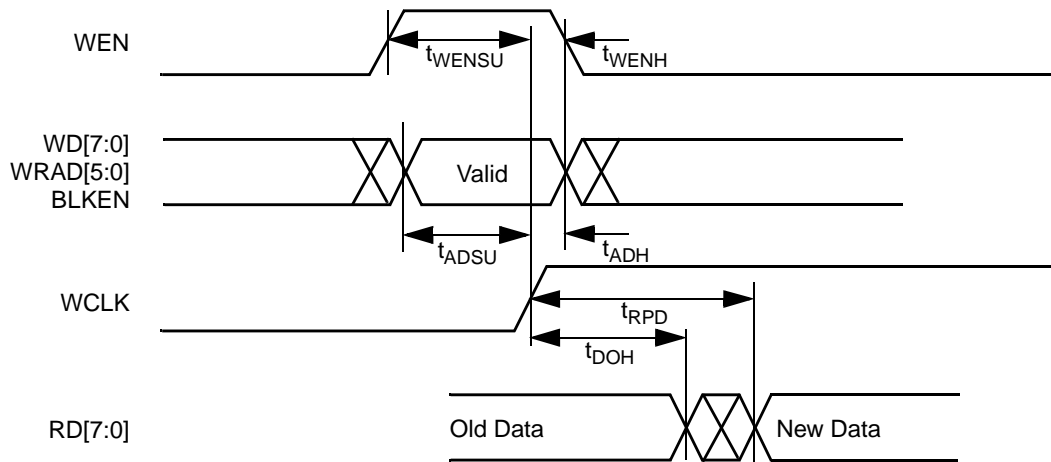 WEN
tWENSU
tWENH
WD[7:0]
WRAD[5:0]
BLKEN
Valid
tADSU
tADH
WCLK
tRPD
tDOH
RD[7:0]
Old Data
New Data